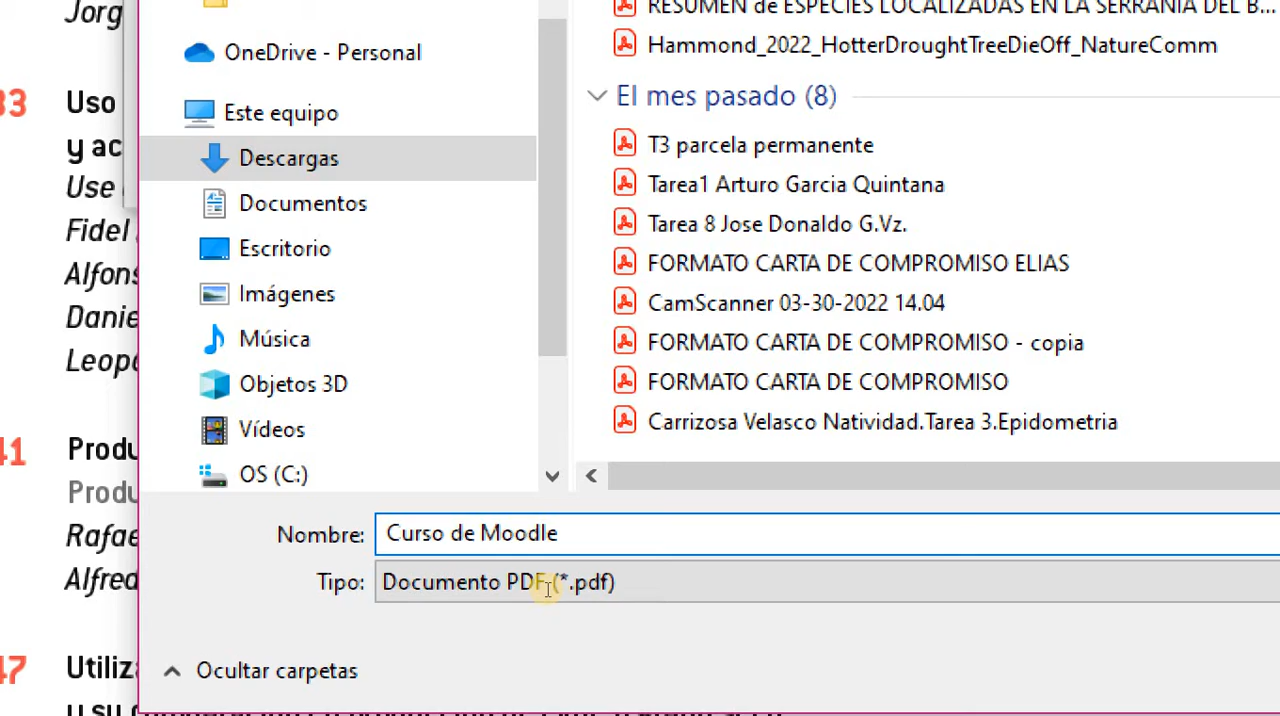 Jorg
33
Uso
y ac
Use
Fidel
Alfons
Danie
Leopo
41
Produ
Produ
Rafae
Alfred
47
Utiliz
OneDrive - Personal
Este equipo
Descargas
Documentos
Escritorio
Imágenes
Música
Objetos 3D
Vídeos
OS (C:)
RESUMEN de ESPECIES LOCALIZADAS EN LA SERRANIA DEL B...
Hammond_2022_HotterDroughtTreeDieOff_NatureComm
El mes pasado (8)
T3 parcela permanente
Tarea1 Arturo Garcia Quintana
Tarea 8 Jose Donaldo G.Vz.
FORMATO CARTA DE COMPROMISO ELIAS
CamScanner 03-30-2022 14.04
FORMATO CARTA DE COMPROMISO - copia
FORMATO CARTA DE COMPROMISO
Carrizosa Velasco Natividad.Tarea 3.Epidometria
Nombre: Curso de Moodle
Tipo: Documento PDF (*.pdf)
Ocultar carpetas